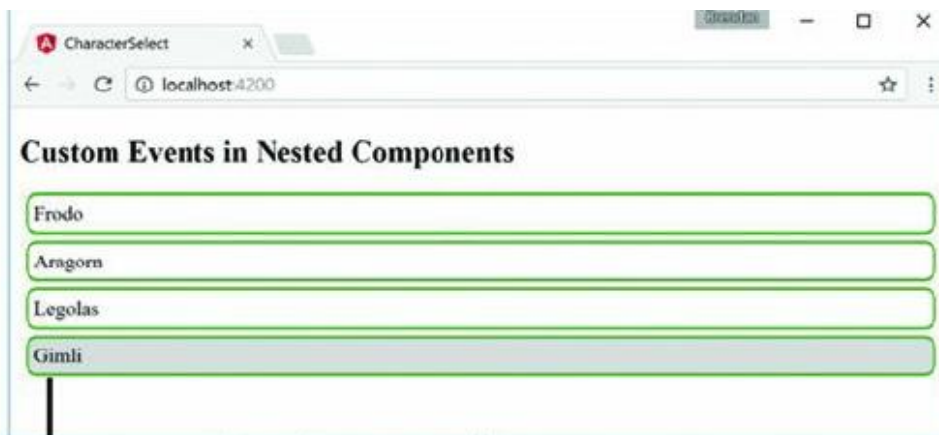 CharacterSelect
localhost:4200
Custom Events in Nested Components
Frodo
Aragorn
Legolas
Gimli